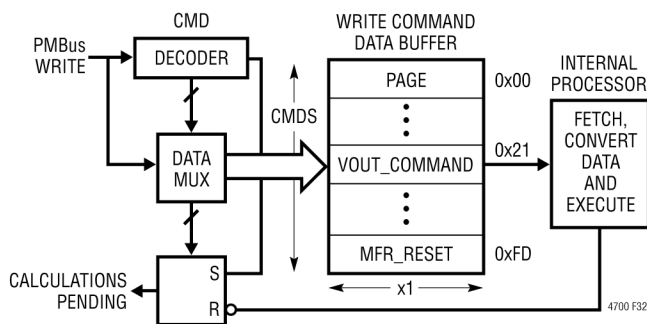 CMD
PMBus
WRITE
DECODER
DATA
MUX
CMDS
S
R
CALCULATIONS
PENDING
WRITE COMMAND
DATA BUFFER
PAGE
0x00
VOUT_COMMAND
0x21
MFR_RESET
0xFD
x1
INTERNAL
PROCESSOR
FETCH,
CONVERT
DATA
AND
EXECUTE
4700 F32